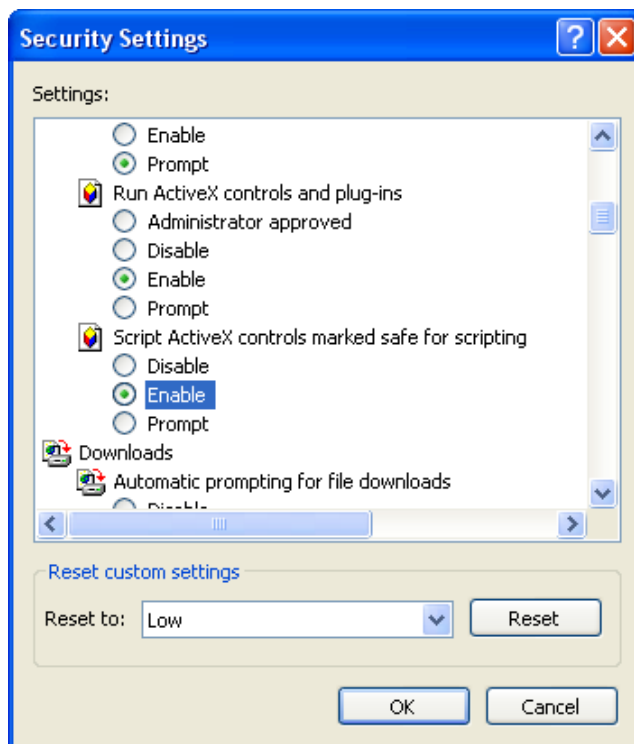 Security Settings
Settings:
Enable
Prompt
Run ActiveX controls and plug-ins
Administrator approved
Disable
Enable
Prompt
Script ActiveX controls marked safe for scripting
Disable
Enable
Prompt
Downloads
Automatic prompting for file downloads
Disable
Reset custom settings
Reset to: Low Reset
OK Cancel